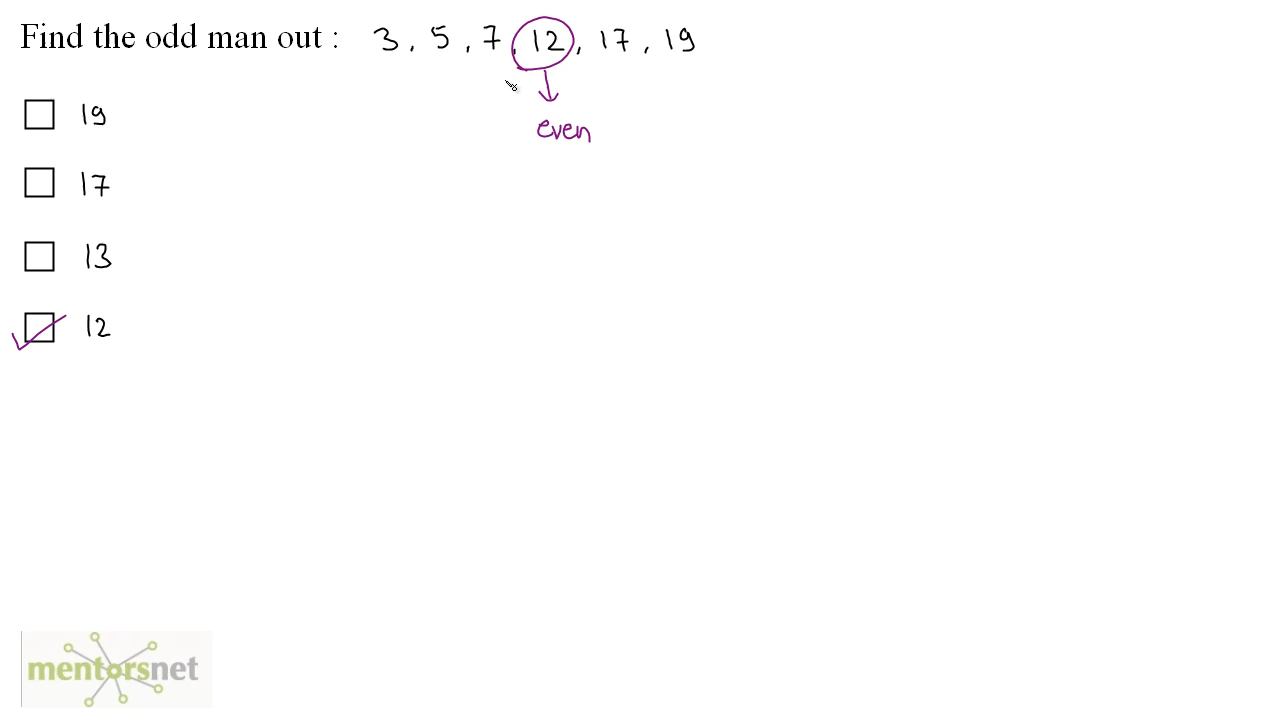 Find the odd man out : 3, 5, 7, 12, 17, 19
even
19
17
13
12
mentorsnet